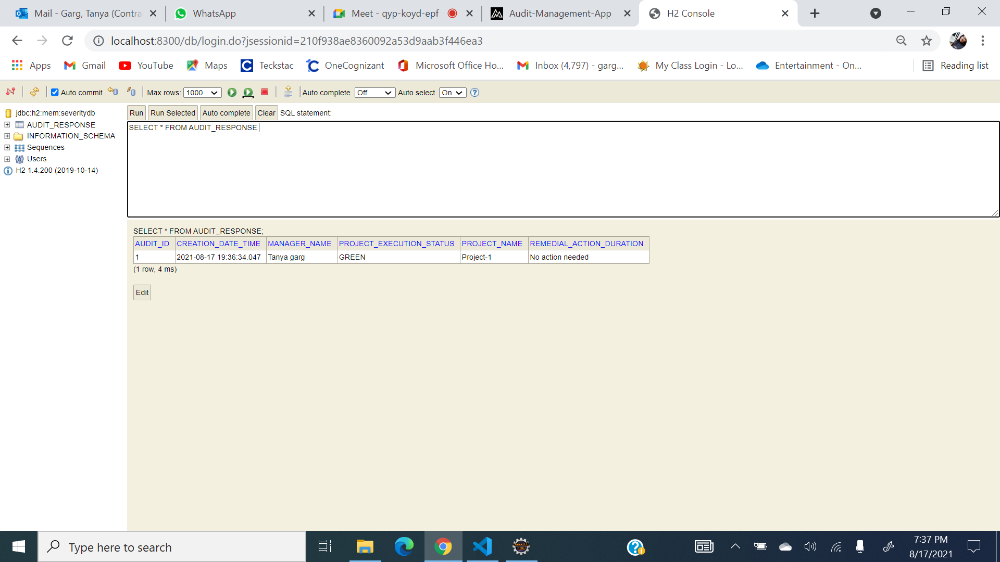 Mail - Garg, Tanya (Contra
WhatsApp
Meet - qyp-koyd-epf
Audit-Management-App
H2 Console
localhost:8300/db/login.do?jsessionid=210f938ae8360092a53d9aab3f446ea3
Apps
Gmail
YouTube
Maps
Teckstac
OneCognizant
Microsoft Office Ho...
Inbox (4,797) - garg...
My Class Login - Lo...
Entertainment - On...
Reading list
Auto commit
Max rows: 1000
Auto complete Off
Auto select On
jdbc:h2:mem:severitydb
AUDIT_RESPONSE
INFORMATION_SCHEMA
Sequences
Users
H2 1.4.200 (2019-10-14)
Run Run Selected Auto complete Clear SQL statement:
SELECT * FROM AUDIT_RESPONSE
SELECT * FROM AUDIT_RESPONSE;
AUDIT_ID CREATION_DATE_TIME MANAGER_NAME PROJECT_EXECUTION_STATUS PROJECT_NAME REMEDIAL_ACTION_DURATION
1 2021-08-17 19:36:34.047 Tanya garg GREEN Project-1 No action needed
(1 row, 4 ms)
Edit
Type here to search
Java EE
IDE
7:37 PM
8/17/2021